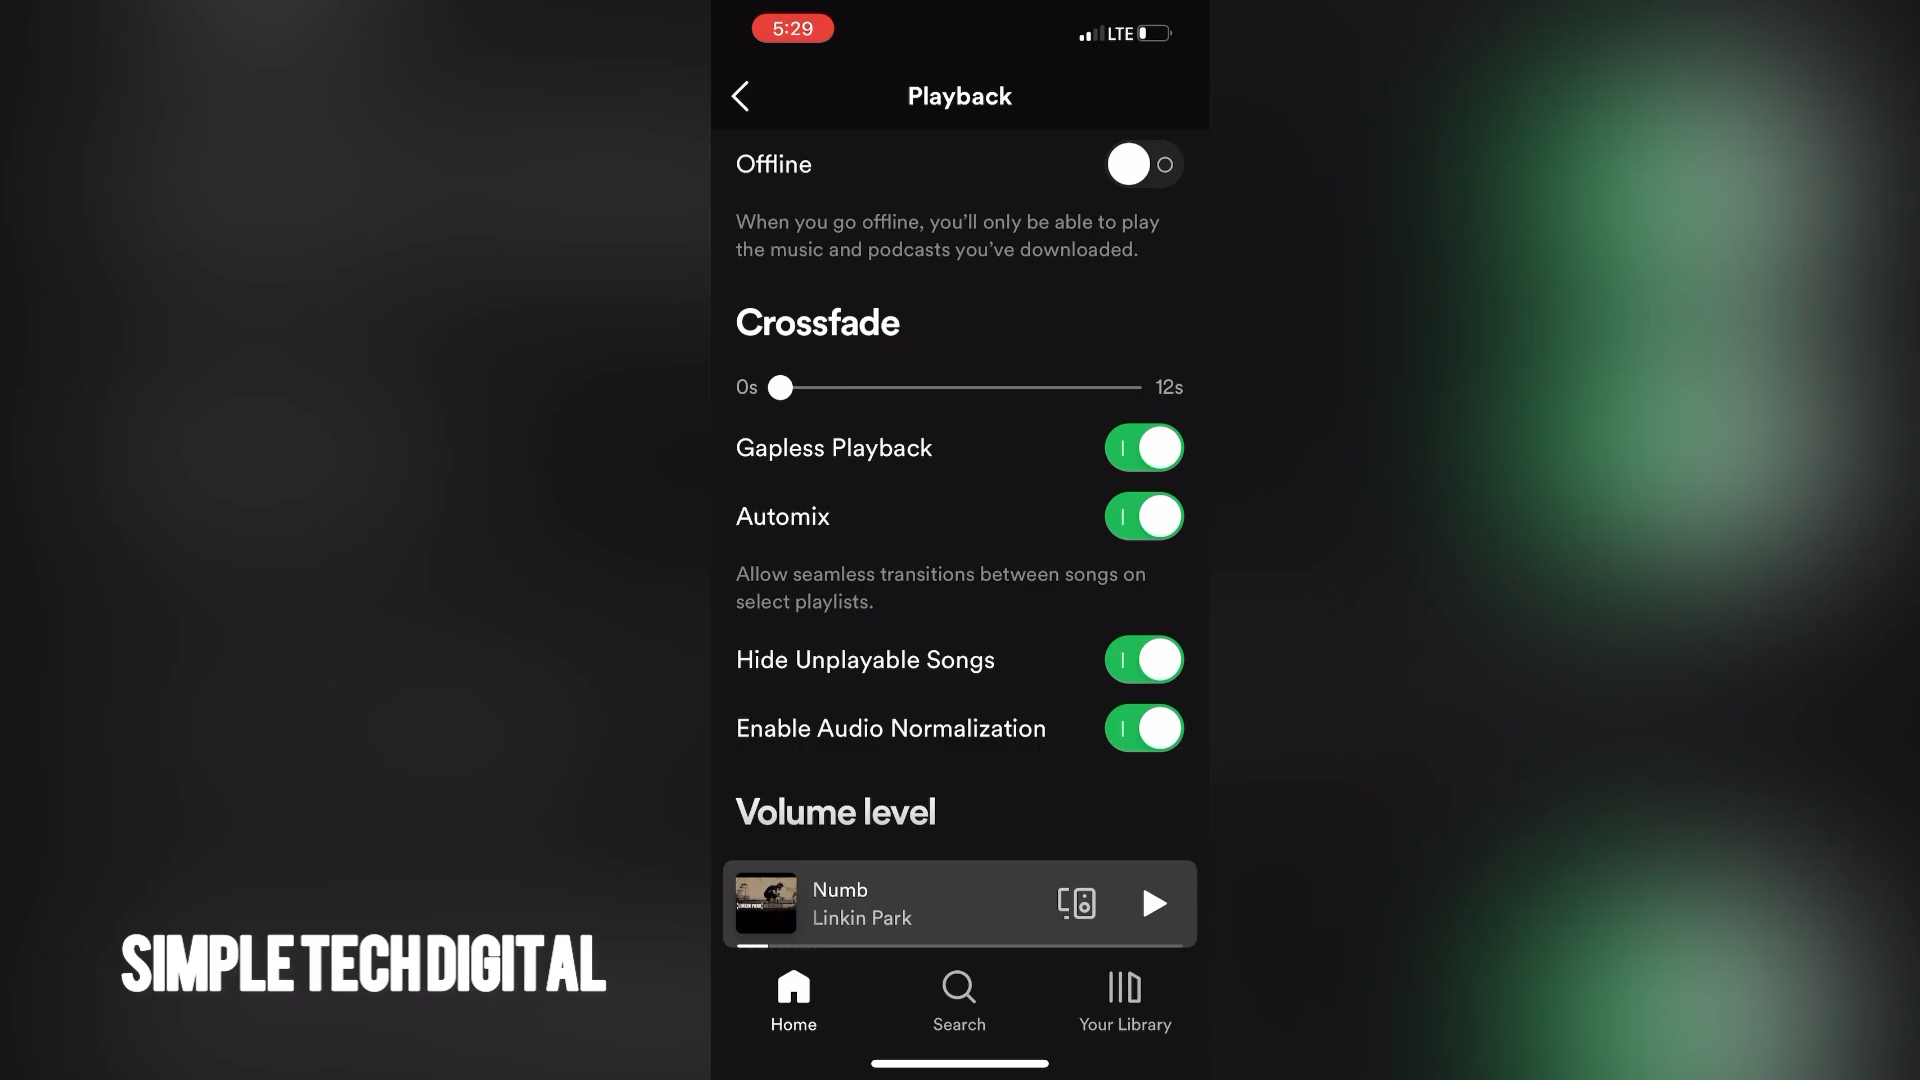 5:29
LTE
Playback
Offline
When you go offline, you’ll only be able to play
the music and podcasts you’ve downloaded.
Crossfade
0s 12s
Gapless Playback
Automix
Allow seamless transitions between songs on
select playlists.
Hide Unplayable Songs
Enable Audio Normalization
Volume level
Numb
Linkin Park
Home Search Your Library
SIMPLE TECH DIGITAL